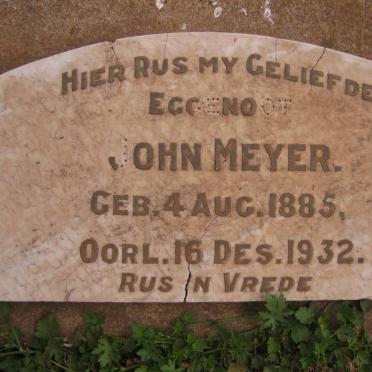 HIER RUS MY GELIEFDE
EGGENOOT
JOHN MEYER.
GEB. 4 AUG. 1885,
OORL. 16 DES. 1932.
RUS IN VREDE